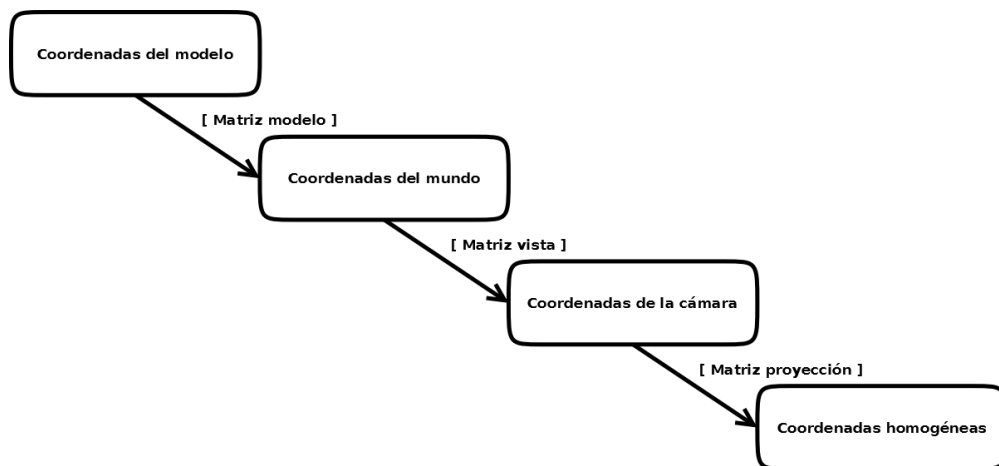 Coordenadas del modelo
[ Matriz modelo ]
Coordenadas del mundo
[ Matriz vista ]
Coordenadas de la cámara
[ Matriz proyección ]
Coordenadas homogéneas